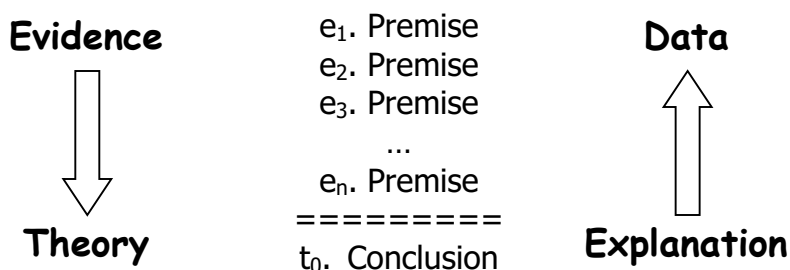 Evidence
Theory
e₁. Premise
e₂. Premise
e₃. Premise
...
eₙ. Premise
=========
t₀. Conclusion
Data
Explanation